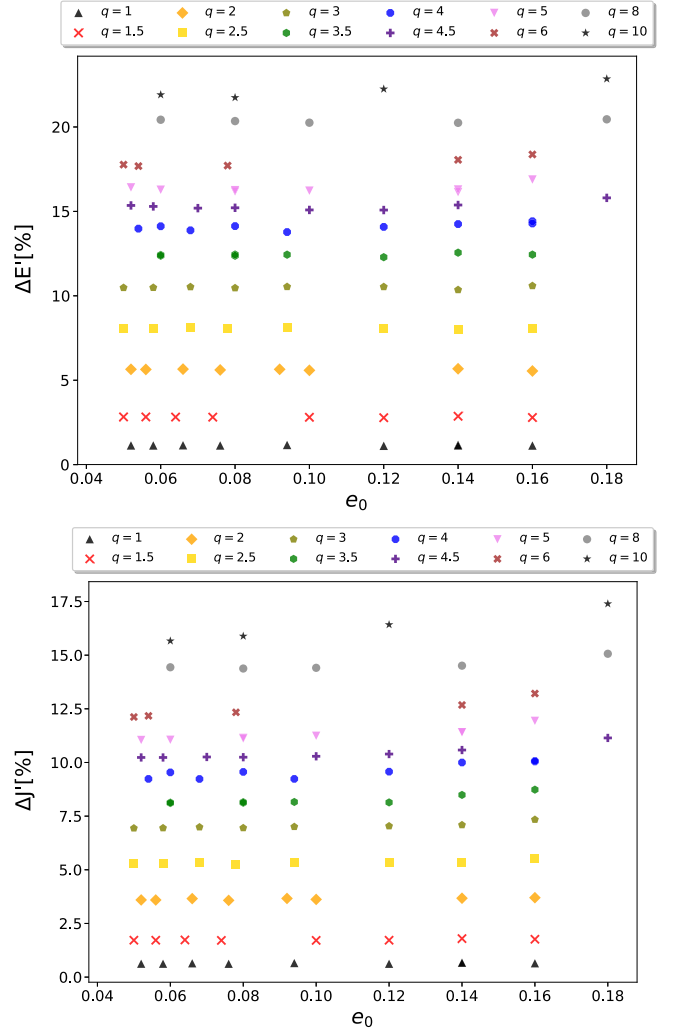 q = 1 q = 2 q = 3 q = 4 q = 5 q = 8
q = 1.5 q = 2.5 q = 3.5 q = 4.5 q = 6 q = 10
20
15
10
5
0
ΔE'[%]
0.04 0.06 0.08 0.10 0.12 0.14 0.16 0.18
e₀
q = 1 q = 2 q = 3 q = 4 q = 5 q = 8
q = 1.5 q = 2.5 q = 3.5 q = 4.5 q = 6 q = 10
17.5
15.0
12.5
10.0
7.5
5.0
2.5
0.0
ΔJ'[%]
0.04 0.06 0.08 0.10 0.12 0.14 0.16 0.18
e₀